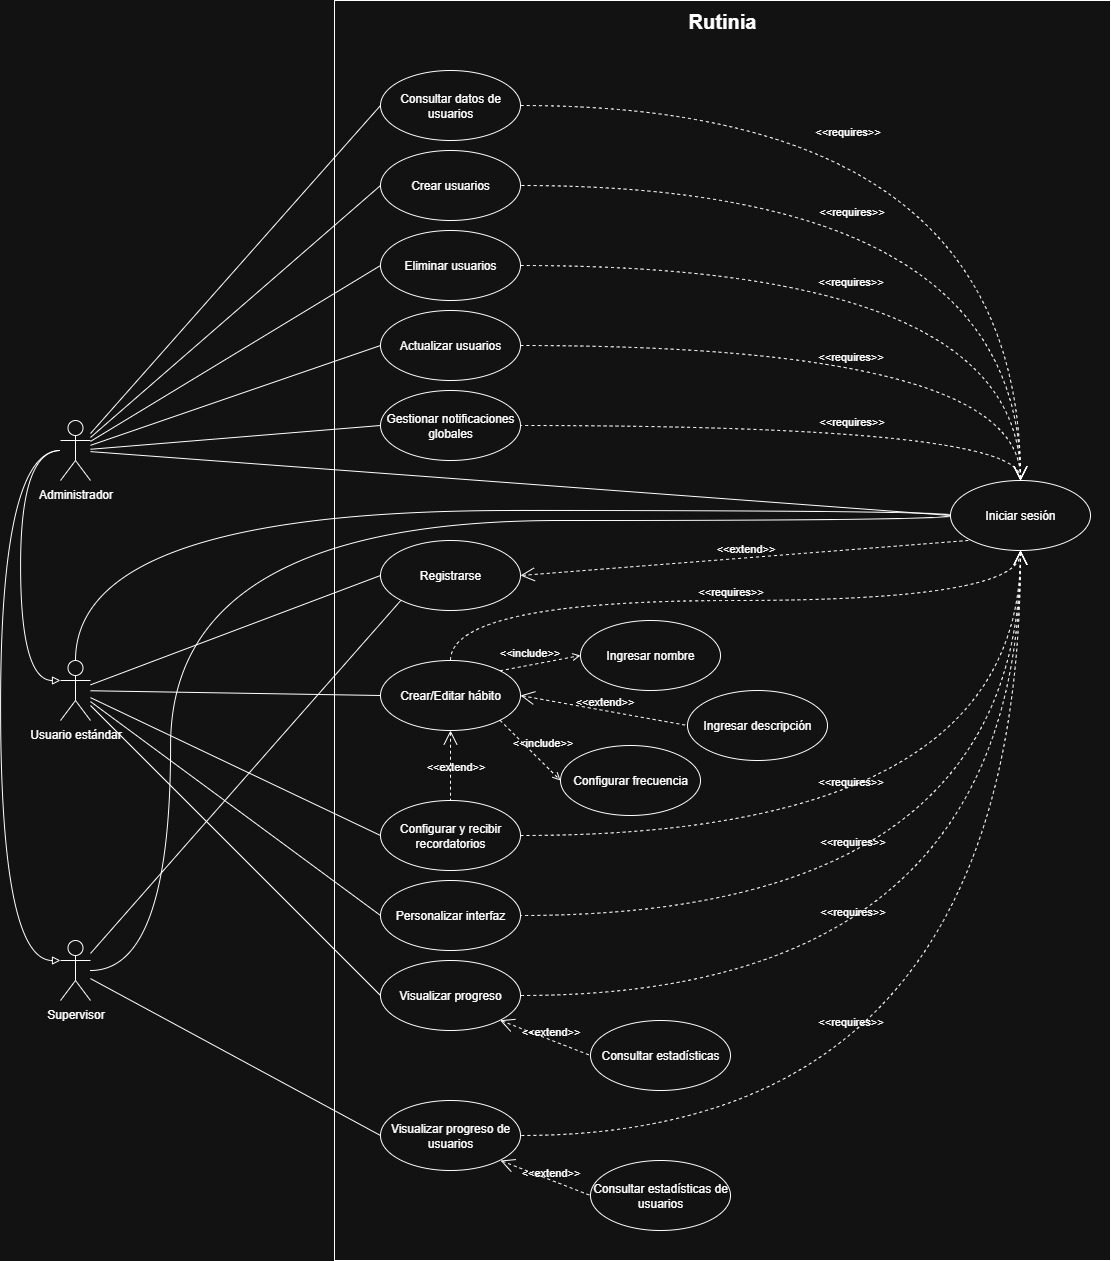 Rutinia
Consultar datos de
usuarios
<<requires>>
Crear usuarios
<<requires>>
Eliminar usuarios
<<requires>>
Actualizar usuarios
<<requires>>
Gestionar notificaciones
globales
<<requires>>
Administrador
Iniciar sesión
<<extend>>
Registrarse
<<requires>>
<<include>>
Ingresar nombre
Crear/Editar hábito
<<extend>>
Ingresar descripción
Usuario estándar
<<include>>
<<extend>>
Configurar frecuencia
<<requires>>
Configurar y recibir
recordatorios
<<requires>>
Personalizar interfaz
<<requires>>
Visualizar progreso
Supervisor
<<requires>>
<<extend>>
Consultar estadísticas
Visualizar progreso de
usuarios
<<extend>>
Consultar estadísticas de
usuarios